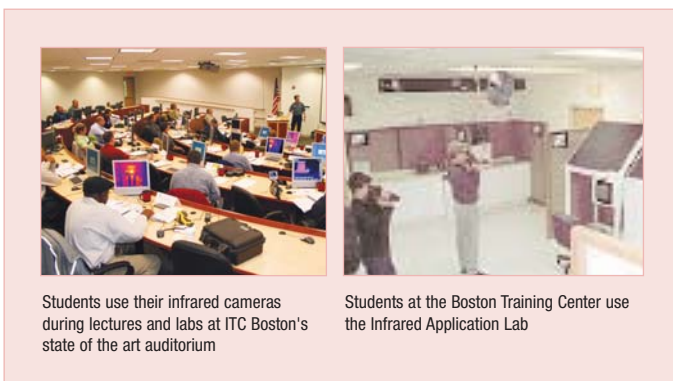 Students use their infrared cameras
during lectures and labs at ITC Boston's
state of the art auditorium
Students at the Boston Training Center use
the Infrared Application Lab